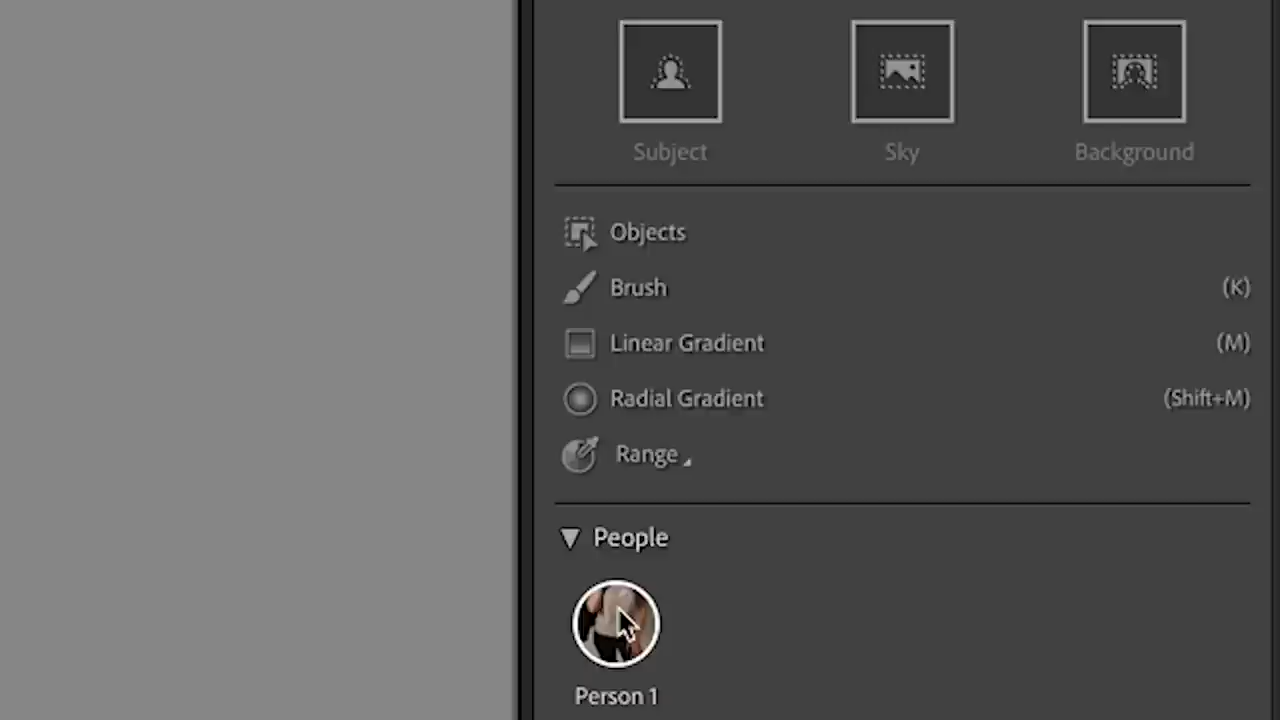 Subject Sky Background
Objects
Brush (K)
Linear Gradient (M)
Radial Gradient (Shift+M)
Range
People
Person 1